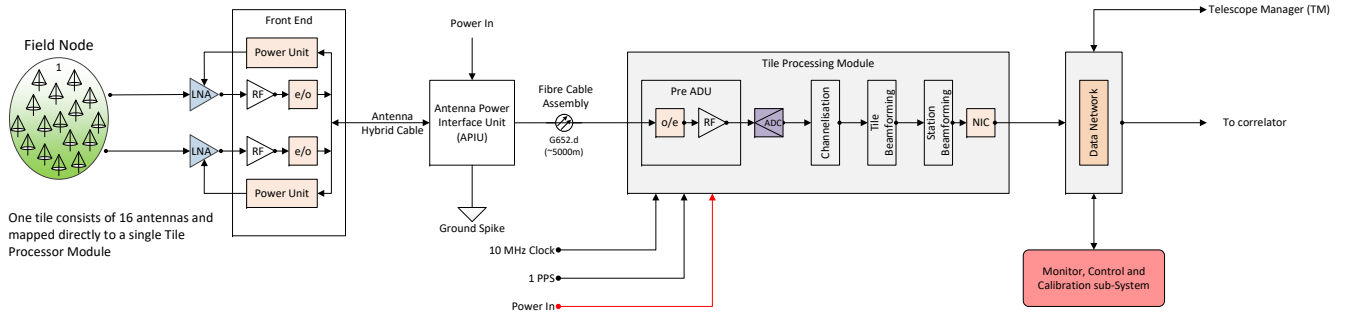 Field Node
1
One tile consists of 16 antennas and
mapped directly to a single Tile
Processor Module
Front End
Power Unit
LNA
RF
e/o
LNA
RF
e/o
Power Unit
Antenna
Hybrid Cable
Power In
Antenna Power
Interface Unit
(APIU)
Ground Spike
Fibre Cable
Assembly
G652.d
(~5000m)
Tile Processing Module
Pre ADU
o/e
RF
ADC
Channelisation
Tile
Beamforming
Station
Beamforming
NIC
10 MHz Clock
1 PPS
Power In
Data Network
Telescope Manager (TM)
To correlator
Monitor, Control and
Calibration sub-System